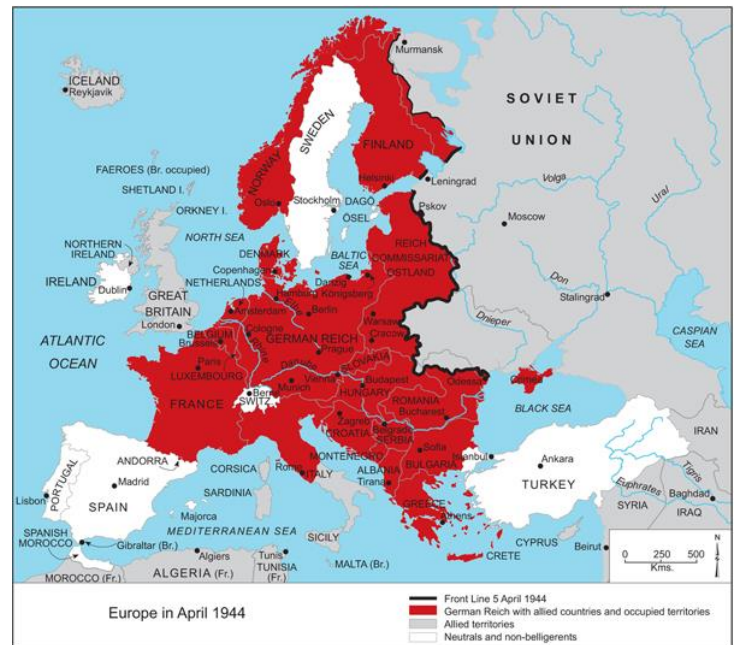 Murmansk
ICELAND
Reykjavik
SOVIET
UNION
SWEDEN
FINLAND
NORWAY
FAEROES (Br. occupied)
SHETLAND I.
Helsinki
Leningrad
Volga
Ural
Oslo
Stockholm
DAGÖ
ÖSEL
Pskov
ORKNEY I.
NORTH SEA
Moscow
NORTHERN
IRELAND
DENMARK
BALTIC
SEA
REICH
COMMISSARIAT
OSTLAND
Copenhagen
IRELAND
Dublin
NETHERLANDS
Hamburg
Danzig
Königsberg
Don
GREAT
BRITAIN
London
Amsterdam
Berlin
Warsaw
Stalingrad
Dnieper
ATLANTIC
OCEAN
BELGIUM
Brussels
Cologne
Rhine
GERMAN REICH
Cracow
Prague
CASPIAN
SEA
Paris
LUXEMBOURG
Danube
SLOVAKIA
Vienna
Munich
Bern
SWITZ
Budapest
HUNGARY
Odessa
Crimea
FRANCE
ROMANIA
Bucharest
Zagreb
CROATIA
Belgrade
SERBIA
BLACK SEA
IRAN
ANDORRA
CORSICA
Rome
ITALY
MONTENEGRO
Sofia
BULGARIA
Istanbul
Ankara
TURKEY
PORTUGAL
Lisbon
Madrid
SPAIN
SARDINIA
ALBANIA
Tirana
Tigris
Euphrates
Baghdad
SYRIA
IRAQ
Majorca
GREECE
Athens
SPANISH
MOROCCO
Gibraltar (Br.)
MEDITERRANEAN SEA
SICILY
CRETE
CYPRUS
Beirut
Algiers
Tunis
TUNISIA
(Fr.)
MALTA (Br.)
MOROCCO (Fr.)
ALGERIA (Fr.)
N
0 250 500
Kms.
Europe in April 1944
Front Line 5 April 1944
German Reich with allied countries and occupied territories
Allied territories
Neutrals and non-belligerents